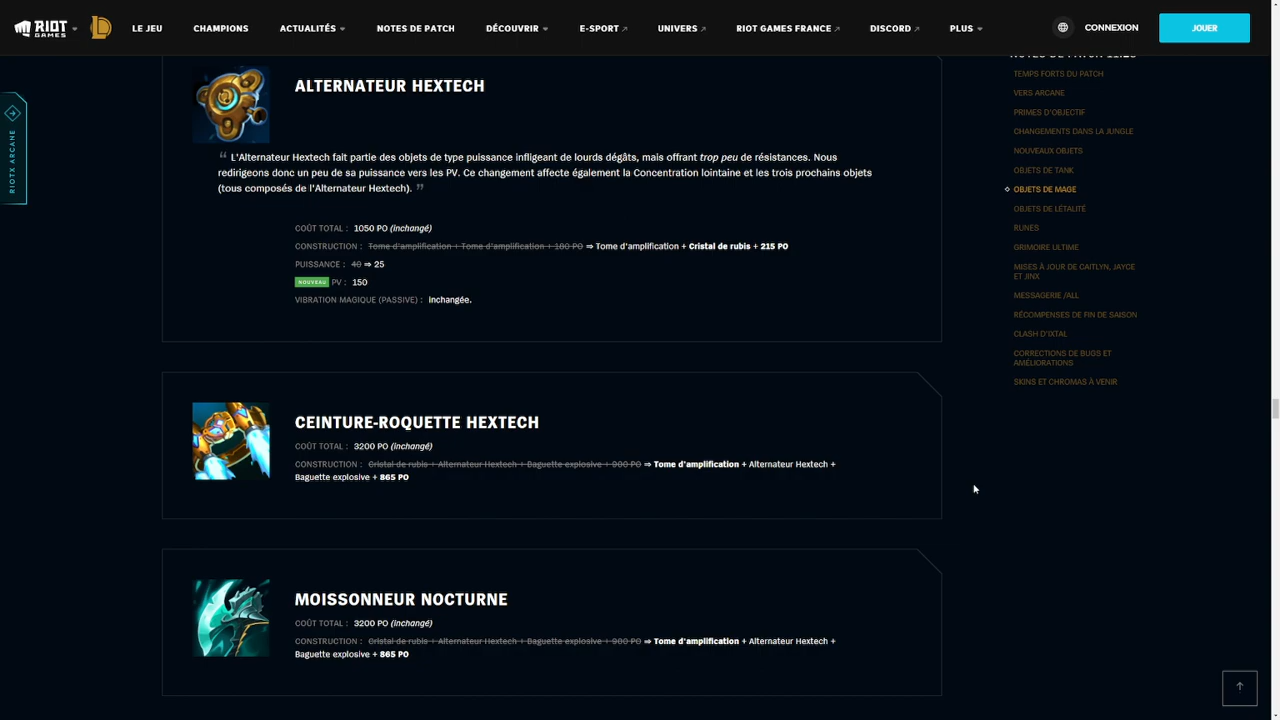 RIOT GAMES
LE JEU
CHAMPIONS
ACTUALITÉS
NOTES DE PATCH
DÉCOUVRIR
E-SPORT
UNIVERS
RIOT GAMES FRANCE
DISCORD
PLUS
CONNEXION
JOUER
RIOTX ARCANE
ALTERNATEUR HEXTECH
“ L'Alternateur Hextech fait partie des objets de type puissance infligeant de lourds dégâts, mais offrant trop peu de résistances. Nous
redirigeons donc un peu de sa puissance vers les PV. Ce changement affecte également la Concentration lointaine et les trois prochains objets
(tous composés de l'Alternateur Hextech). ”
COÛT TOTAL : 1050 PO (inchangé)
CONSTRUCTION : Tome d'amplification + Tome d'amplification + 180 PO ⇒ Tome d'amplification + Cristal de rubis + 215 PO
PUISSANCE : 40 ⇒ 25
NOUVEAU PV : 150
VIBRATION MAGIQUE (PASSIVE) : inchangée.
CEINTURE-ROQUETTE HEXTECH
COÛT TOTAL : 3200 PO (inchangé)
CONSTRUCTION : Cristal de rubis + Alternateur Hextech + Baguette explosive + 900 PO ⇒ Tome d'amplification + Alternateur Hextech +
Baguette explosive + 865 PO
MOISSONNEUR NOCTURNE
COÛT TOTAL : 3200 PO (inchangé)
CONSTRUCTION : Cristal de rubis + Alternateur Hextech + Baguette explosive + 900 PO ⇒ Tome d'amplification + Alternateur Hextech +
Baguette explosive + 865 PO
NOTES DE PATCH 11.23
TEMPS FORTS DU PATCH
VERS ARCANE
PRIMES D'OBJECTIF
CHANGEMENTS DANS LA JUNGLE
NOUVEAUX OBJETS
OBJETS DE TANK
OBJETS DE MAGE
OBJETS DE LÉTALITÉ
RUNES
GRIMOIRE ULTIME
MISES À JOUR DE CAITLYN, JAYCE
ET JINX
MESSAGERIE /ALL
RÉCOMPENSES DE FIN DE SAISON
CLASH D'IXTAL
CORRECTIONS DE BUGS ET
AMÉLIORATIONS
SKINS ET CHROMAS À VENIR